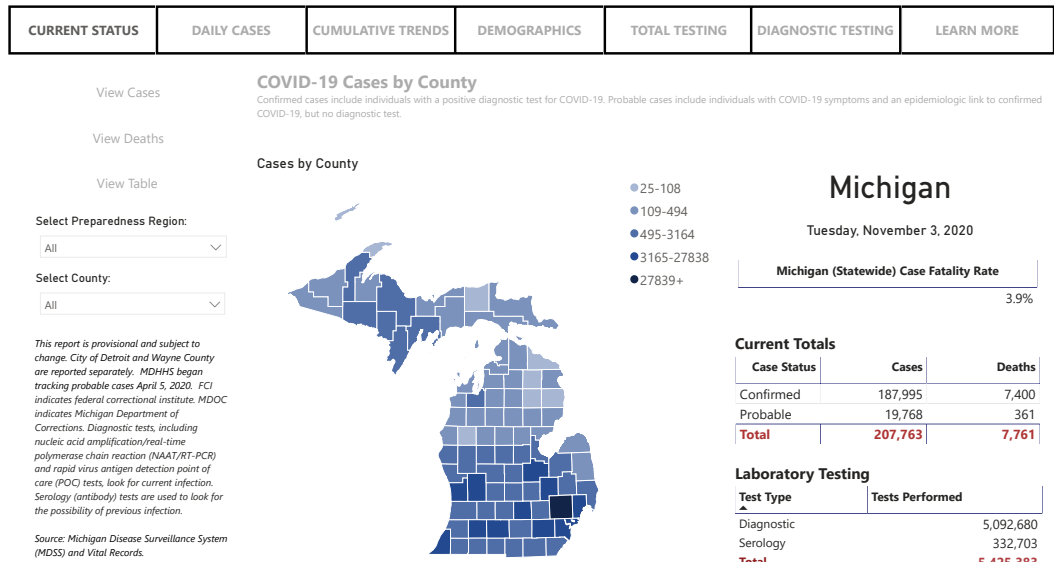 CURRENT STATUS
DAILY CASES
CUMULATIVE TRENDS
DEMOGRAPHICS
TOTAL TESTING
DIAGNOSTIC TESTING
LEARN MORE
View Cases
View Deaths
View Table
Select Preparedness Region:
All
Select County:
All
This report is provisional and subject to
change. City of Detroit and Wayne County
are reported separately. MDHHS began
tracking probable cases April 5, 2020. FCI
indicates federal correctional institute. MDOC
indicates Michigan Department of
Corrections. Diagnostic tests, including
nucleic acid amplification/real-time
polymerase chain reaction (NAAT/RT-PCR)
and rapid virus antigen detection point of
care (POC) tests, look for current infection.
Serology (antibody) tests are used to look for
the possibility of previous infection.
Source: Michigan Disease Surveillance System
(MDSS) and Vital Records.
COVID-19 Cases by County
Confirmed cases include individuals with a positive diagnostic test for COVID-19. Probable cases include individuals with COVID-19 symptoms and an epidemiologic link to confirmed
COVID-19, but no diagnostic test.
Cases by County
25-108
109-494
495-3164
3165-27838
27839+
Michigan
Tuesday, November 3, 2020
Michigan (Statewide) Case Fatality Rate
3.9%
Current Totals
Case Status Cases Deaths
Confirmed 187,995 7,400
Probable 19,768 361
Total 207,763 7,761
Laboratory Testing
Test Type Tests Performed
Diagnostic 5,092,680
Serology 332,703
Total 5,425,383